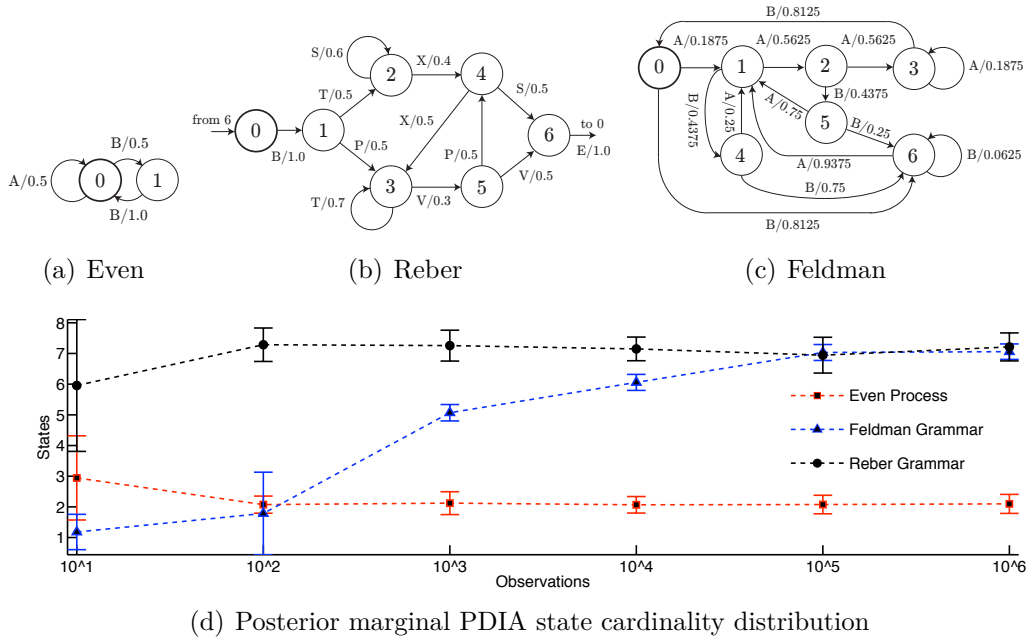 A/0.5
0
B/0.5
1
B/1.0
(a) Even
from 6
0
B/1.0
1
T/0.5
P/0.5
S/0.6
2
X/0.4
X/0.5
4
S/0.5
3
T/0.7
V/0.3
P/0.5
5
V/0.5
6
to 0
E/1.0
(b) Reber
B/0.8125
0
A/0.1875
1
A/0.5625
2
A/0.5625
3
A/0.1875
B/0.4375
B/0.4375
A/0.25
A/0.75
5
B/0.25
4
A/0.9375
6
B/0.0625
B/0.75
B/0.8125
(c) Feldman
8
7
6
5
4
3
2
1
States
Even Process
Feldman Grammar
Reber Grammar
10^1
10^2
10^3
10^4
10^5
10^6
Observations
(d) Posterior marginal PDIA state cardinality distribution